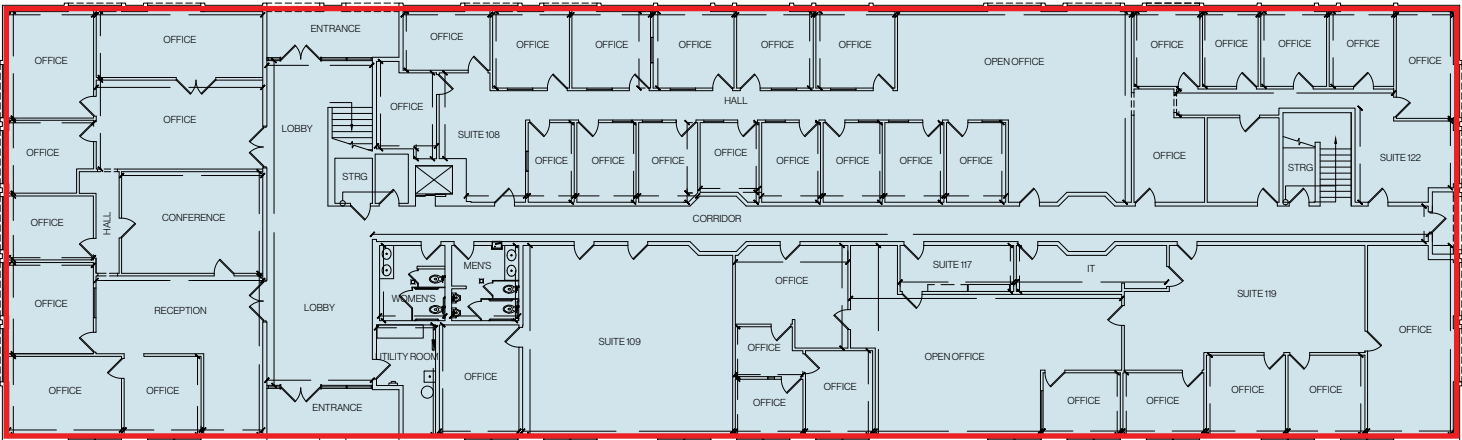 ENTRANCE
OFFICE
OFFICE
OFFICE
OFFICE
OFFICE
OFFICE
OFFICE
OFFICE
OFFICE
OFFICE
OFFICE
OFFICE
OFFICE
OPEN OFFICE
OFFICE
HALL
OFFICE
OFFICE
LOBBY
SUITE 108
OFFICE
OFFICE
OFFICE
OFFICE
OFFICE
OFFICE
OFFICE
OFFICE
OFFICE
OFFICE
SUITE 122
STRG
STRG
OFFICE
HALL
CONFERENCE
CORRIDOR
MEN'S
SUITE 117
IT
OFFICE
SUITE 119
OFFICE
WOMEN'S
RECEPTION
LOBBY
OFFICE
SUITE 109
OFFICE
UTILITY ROOM
OPEN OFFICE
OFFICE
OFFICE
OFFICE
OFFICE
OFFICE
OFFICE
OFFICE
OFFICE
OFFICE
OFFICE
ENTRANCE